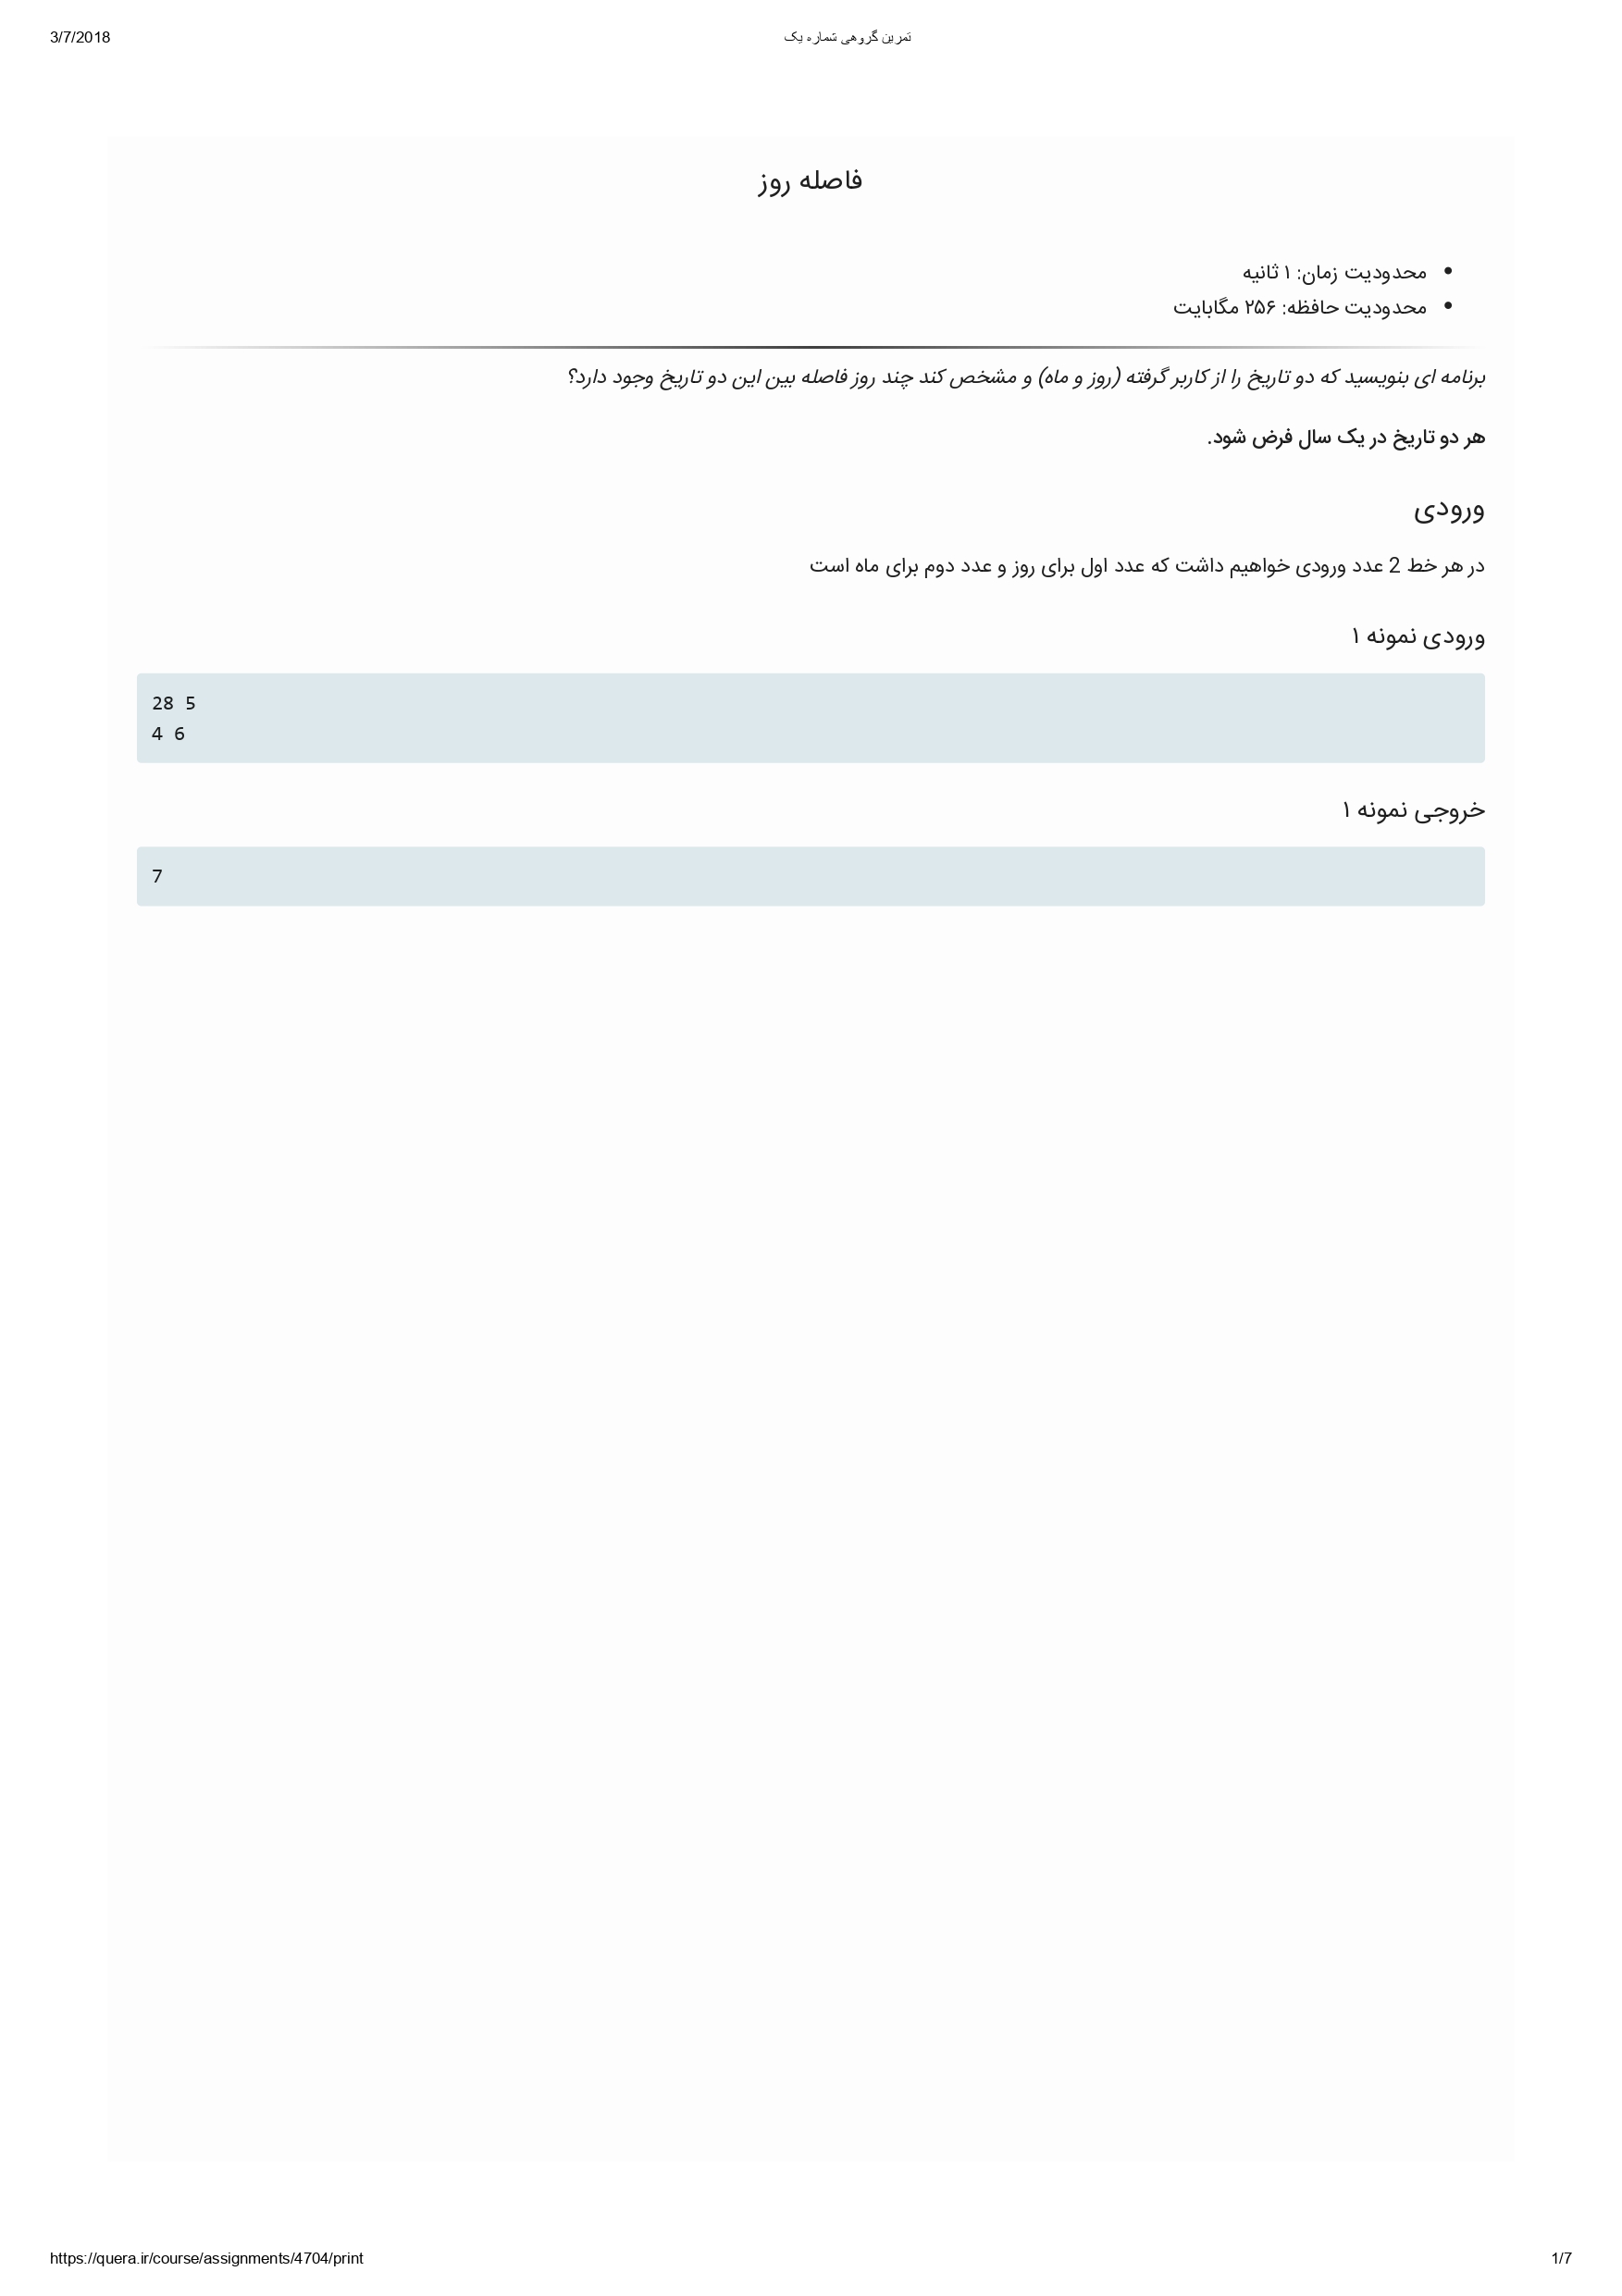 3/7/2018
تمرین گروهی شماره یک
فاصله روز
• محدودیت زمان: ۱ ثانیه
• محدودیت حافظه: ۲۵۶ مگابایت
برنامه ای بنویسید که دو تاریخ را از کاربر گرفته (روز و ماه) و مشخص کند چند روز فاصله بین این دو تاریخ وجود دارد؟
هر دو تاریخ در یک سال فرض شود.
ورودی
در هر خط 2 عدد ورودی خواهیم داشت که عدد اول برای روز و عدد دوم برای ماه است
ورودی نمونه ۱
28 5
4 6
خروجی نمونه ۱
7
https://quera.ir/course/assignments/4704/print
1/7